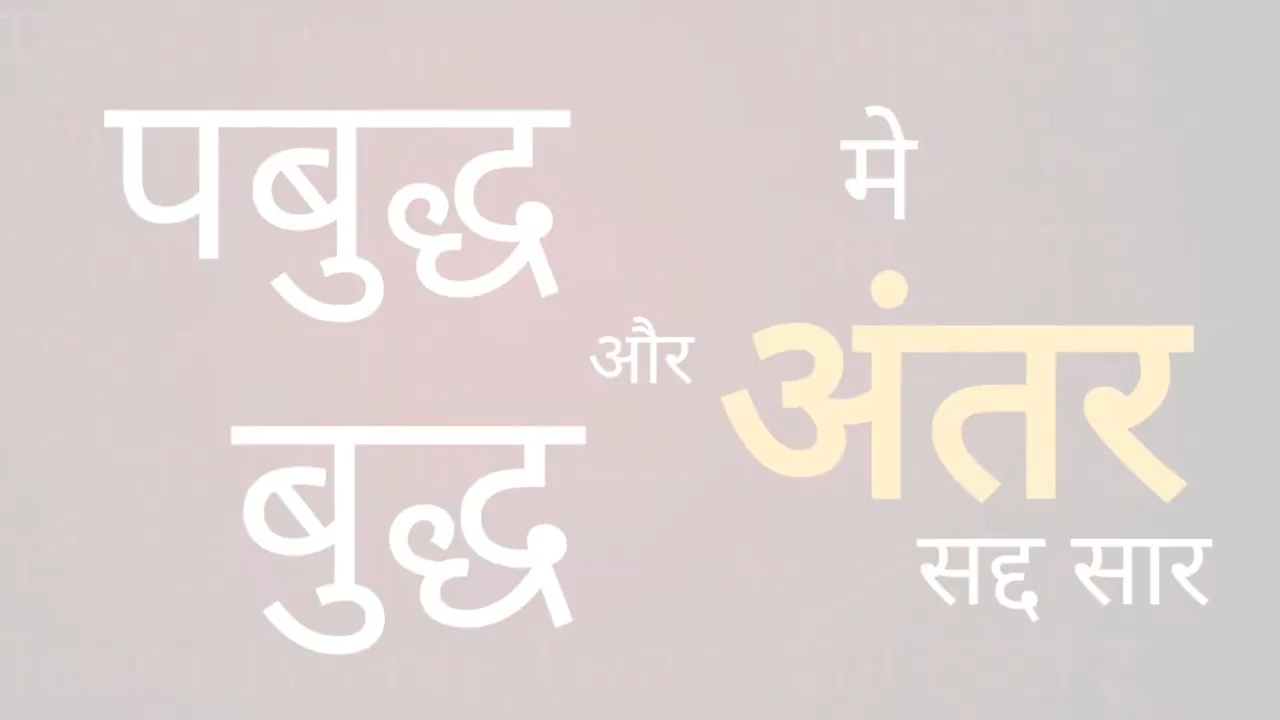 पबुद्ध
और
बुद्ध
मे
अंतर
सद्द सार